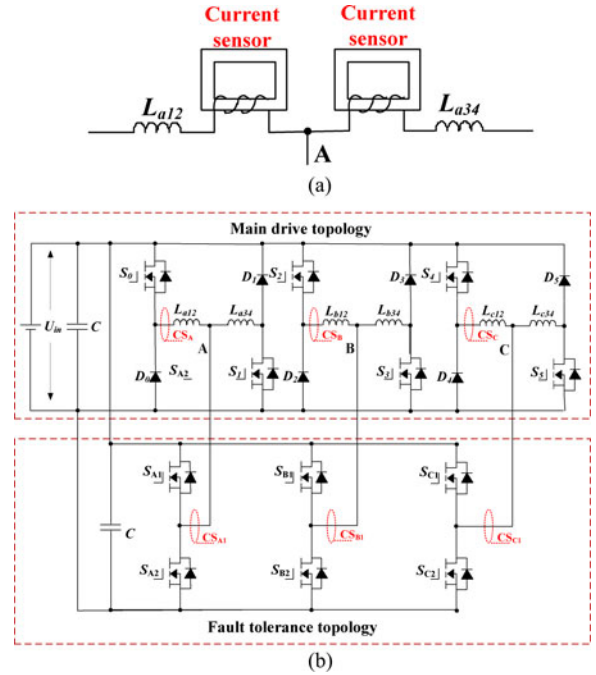 Current sensor
Current sensor
La12
La34
A
(a)
Main drive topology
S0
D1
S2
D3
S4
D5
Uin
C
La12
La34
Lb12
Lb34
Lc12
Lc34
CSA
A
CSB
B
CSC
C
D0
SA2
S1
D2
S3
D4
S5
SA1
SB1
SC1
C
CSA1
CSB1
CSC1
SA2
SB2
SC2
Fault tolerance topology
(b)